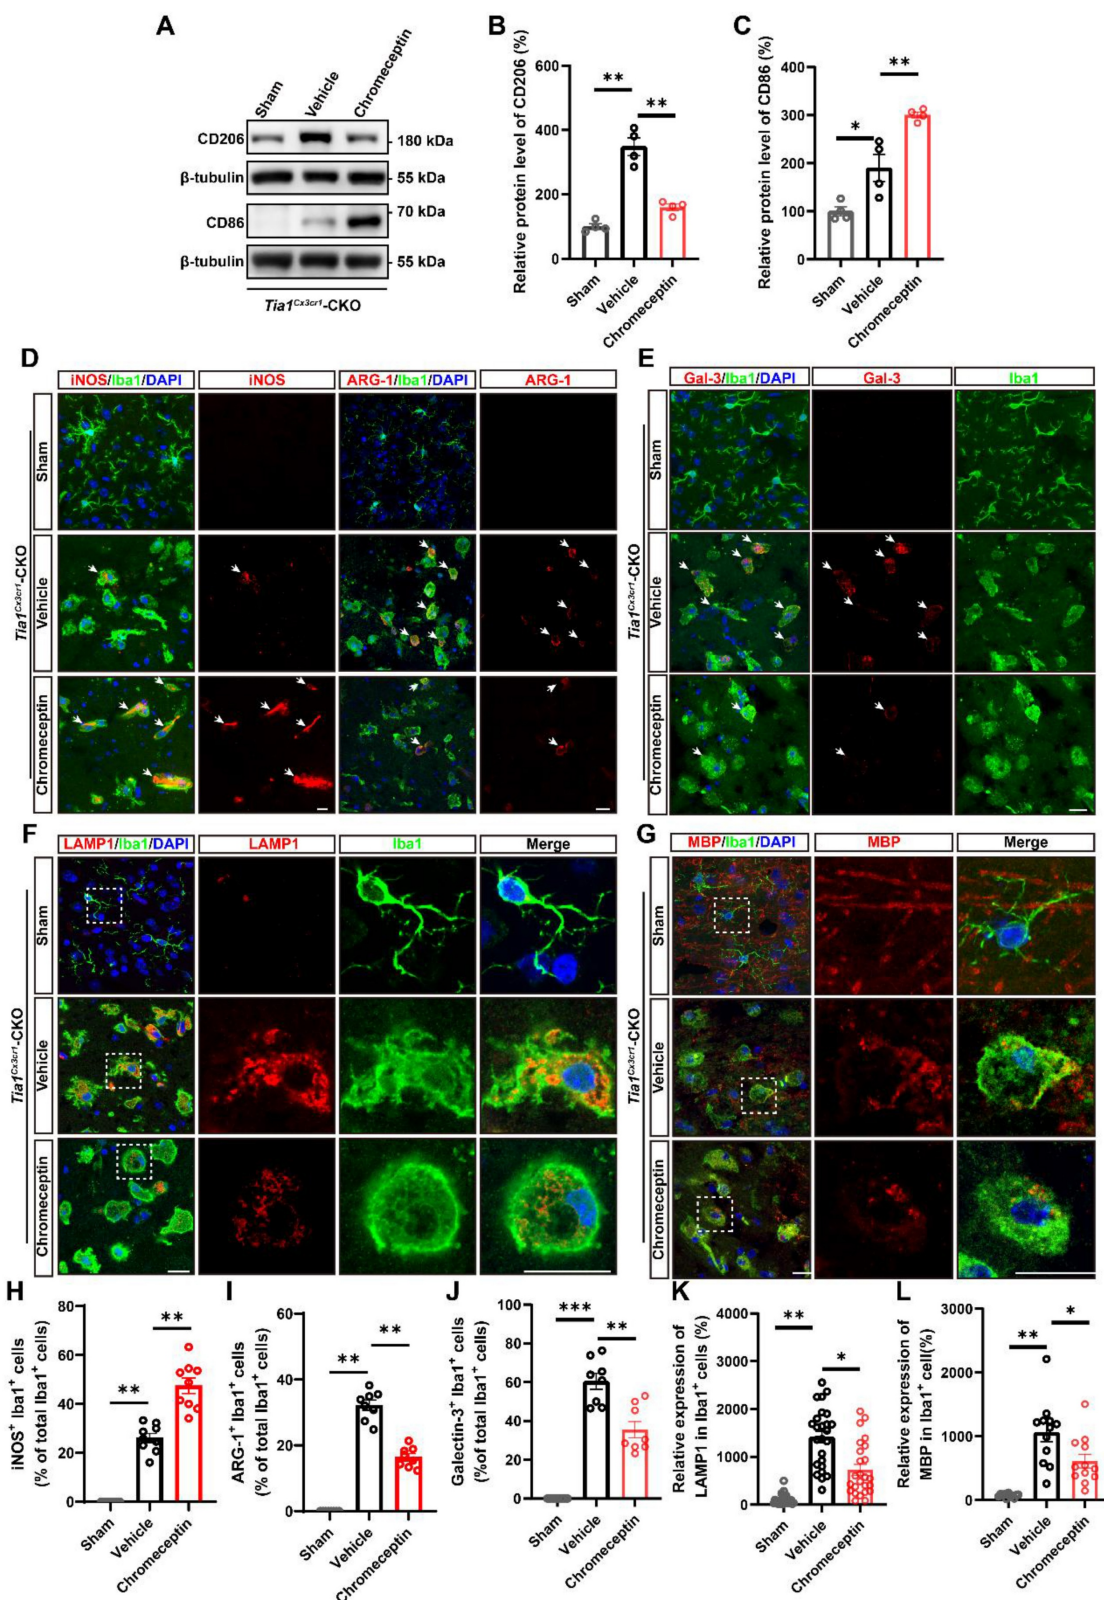 A
Sham
Vehicle
Chromeceptin
CD206
180 kDa
β-tubulin
55 kDa
70 kDa
CD86
β-tubulin
55 kDa
Tia1Cx3cr1-CKO
B
Relative protein level of CD206 (%)
600
400
200
0
**
**
Sham
Vehicle
Chromeceptin
C
Relative protein level of CD86 (%)
400
300
200
100
0
*
**
Sham
Vehicle
Chromeceptin
D
iNOS/Iba1/DAPI
iNOS
ARG-1/Iba1/DAPI
ARG-1
Tia1Cx3cr1-CKO
Sham
Vehicle
Chromeceptin
E
Gal-3/Iba1/DAPI
Gal-3
Iba1
Tia1Cx3cr1-CKO
Sham
Vehicle
Chromeceptin
F
LAMP1/Iba1/DAPI
LAMP1
Iba1
Merge
Tia1Cx3cr1-CKO
Sham
Vehicle
Chromeceptin
G
MBP/Iba1/DAPI
MBP
Merge
Tia1Cx3cr1-CKO
Sham
Vehicle
Chromeceptin
H
iNOS+ Iba1+ cells
(% of total Iba1+ cells)
80
60
40
20
0
**
**
Sham
Vehicle
Chromeceptin
I
ARG-1+ Iba1+ cells
(% of total Iba1+ cells)
60
40
20
0
**
**
Sham
Vehicle
Chromeceptin
J
Galectin-3+ Iba1+ cells
(%of total Iba1+ cells)
100
80
60
40
20
0
***
**
Sham
Vehicle
Chromeceptin
K
Relative expression of
LAMP1 in Iba1+ cells (%)
4000
3000
2000
1000
0
**
*
Sham
Vehicle
Chromeceptin
L
Relative expression of
MBP in Iba1+ cell(%)
3000
2000
1000
0
**
*
Sham
Vehicle
Chromeceptin